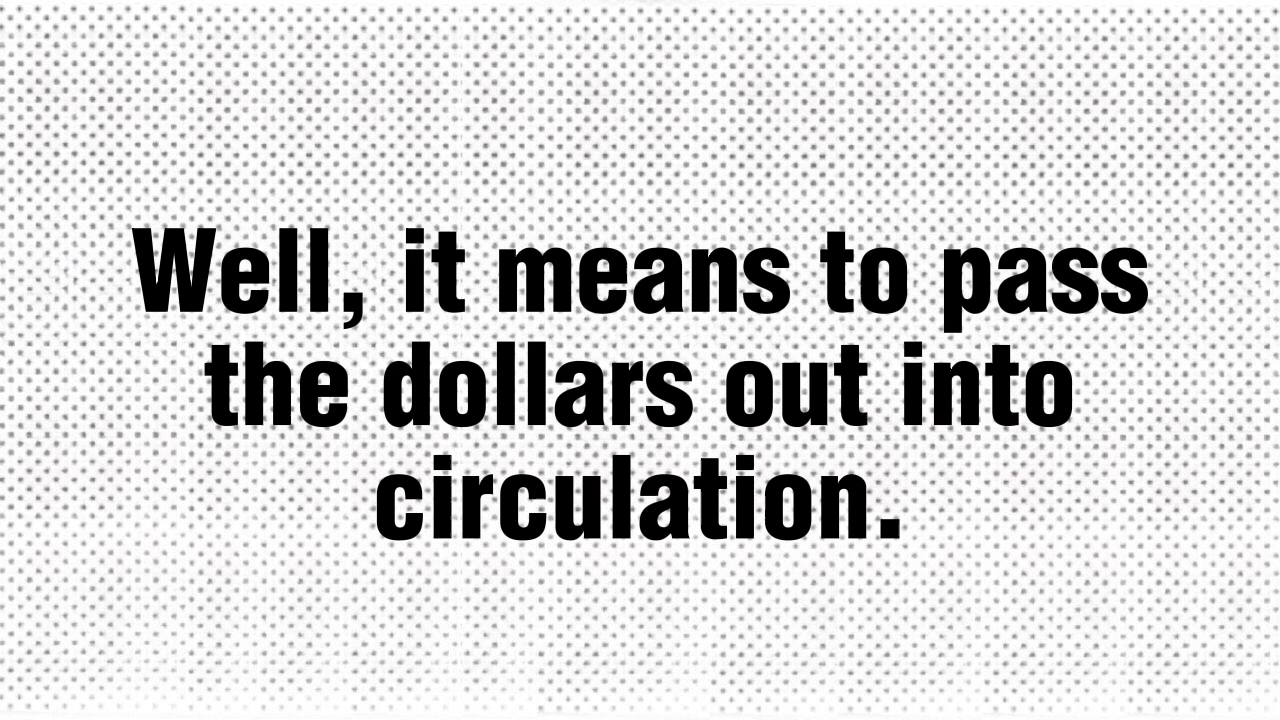 Well, it means to pass
the dollars out into
circulation.